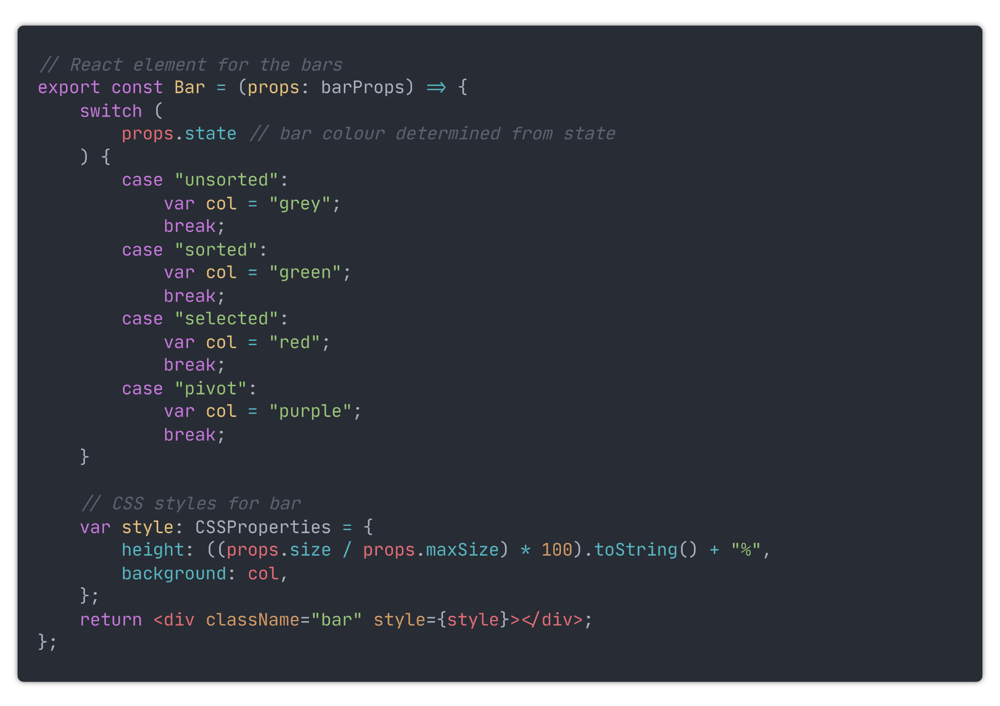 // React element for the bars
export const Bar = (props: barProps) => {
    switch (
        props.state // bar colour determined from state
    ) {
        case "unsorted":
            var col = "grey";
            break;
        case "sorted":
            var col = "green";
            break;
        case "selected":
            var col = "red";
            break;
        case "pivot":
            var col = "purple";
            break;
    }

    // CSS styles for bar
    var style: CSSProperties = {
        height: ((props.size / props.maxSize) * 100).toString() + "%",
        background: col,
    };
    return <div className="bar" style={style}></div>;
};